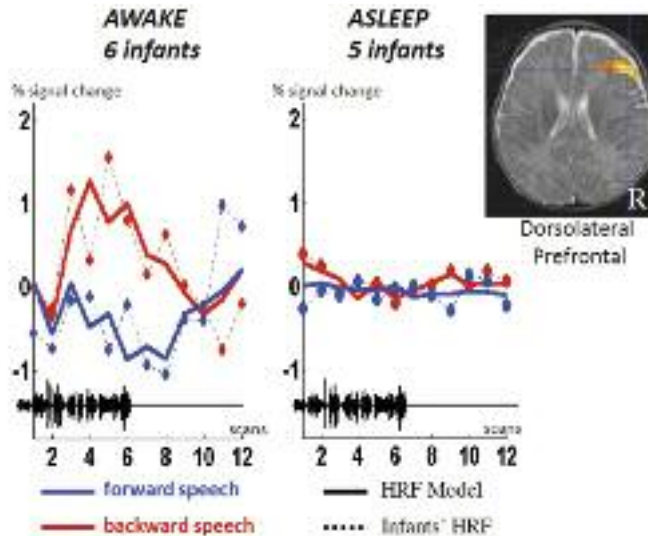 AWAKE
6 infants
ASLEEP
5 infants
% signal change
% signal change
2
1
0
-1
2
1
0
-1
R
Dorsolateral
Prefrontal
scans
scans
2 4 6 8 10 12
2 4 6 8 10 12
forward speech
HRF Model
backward speech
Infants' HRF